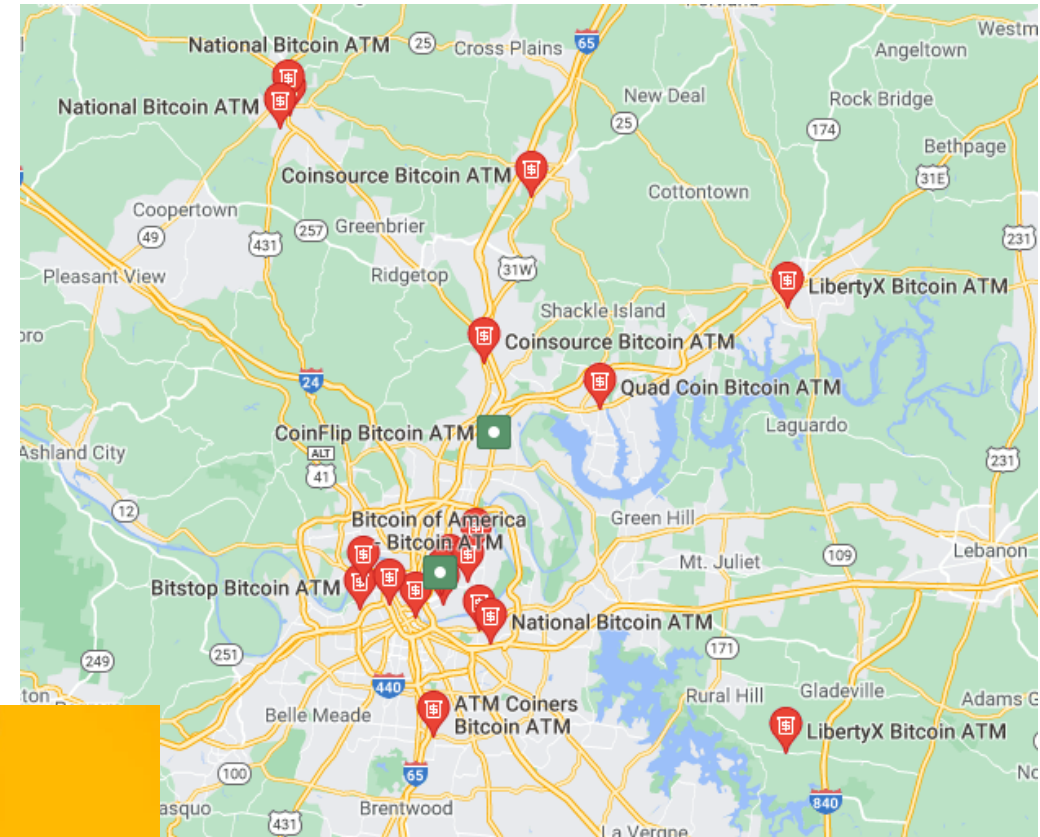 National Bitcoin ATM
25
Cross Plains
65
Angeltown
National Bitcoin ATM
New Deal
Rock Bridge
25
174
Bethpage
Coinsource Bitcoin ATM
31E
Cottontown
Coopertown
49
431
257
Greenbrier
231
Pleasant View
Ridgetop
31W
LibertyX Bitcoin ATM
Shackle Island
Coinsource Bitcoin ATM
24
Quad Coin Bitcoin ATM
CoinFlip Bitcoin ATM
Laguardo
Ashland City
ALT
41
231
12
Bitcoin of America
- Bitcoin ATM
Green Hill
109
Lebanon
Mt. Juliet
Bitstop Bitcoin ATM
National Bitcoin ATM
249
251
171
440
Rural Hill
Gladeville
Adams G
ATM Coiners
Bitcoin ATM
Belle Meade
LibertyX Bitcoin ATM
100
65
asquo
Brentwood
840
431
La Vergne